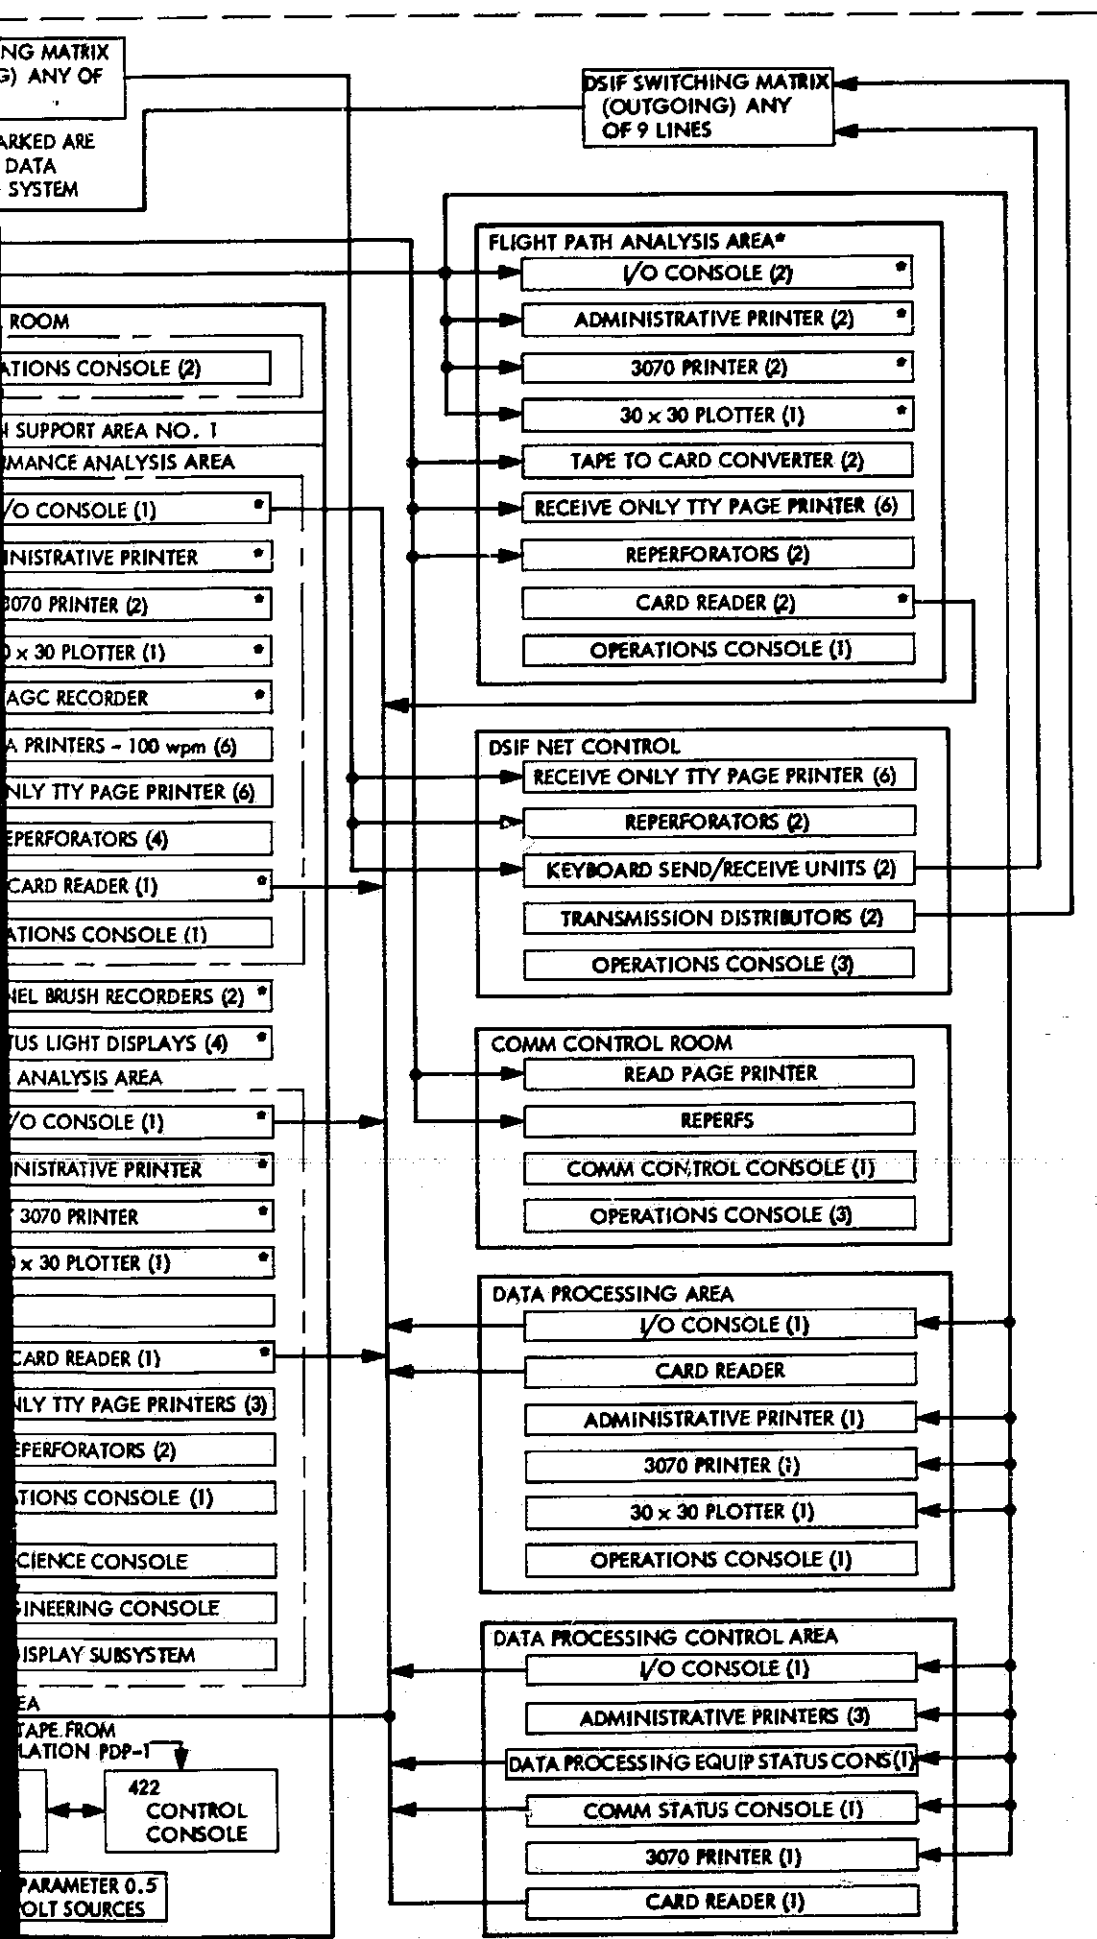 NG MATRIX
G) ANY OF
ARKED ARE
DATA
SYSTEM
DSIF SWITCHING MATRIX
(OUTGOING) ANY
OF 9 LINES
ROOM
ATIONS CONSOLE (2)
SUPPORT AREA NO. 1
MANCE ANALYSIS AREA
/O CONSOLE (1) *
INISTRATIVE PRINTER *
3070 PRINTER (2) *
x 30 PLOTTER (1) *
AGC RECORDER *
A PRINTERS - 100 wpm (6)
NLY TTY PAGE PRINTER (6)
EPERFORATORS (4)
CARD READER (1) *
ATIONS CONSOLE (1)
NEL BRUSH RECORDERS (2) *
TUS LIGHT DISPLAYS (4) *
ANALYSIS AREA
/O CONSOLE (1) *
INISTRATIVE PRINTER *
3070 PRINTER *
x 30 PLOTTER (1) *
CARD READER (1) *
NLY TTY PAGE PRINTERS (3)
EPERFORATORS (2)
ATIONS CONSOLE (1)
CIENCE CONSOLE
GINEERING CONSOLE
ISPLAY SUBSYSTEM
EA
TAPE FROM
LATION PDP-1
422
CONTROL
CONSOLE
PARAMETER 0.5
OLT SOURCES
FLIGHT PATH ANALYSIS AREA*
I/O CONSOLE (2) *
ADMINISTRATIVE PRINTER (2) *
3070 PRINTER (2) *
30 x 30 PLOTTER (1) *
TAPE TO CARD CONVERTER (2)
RECEIVE ONLY TTY PAGE PRINTER (6)
REPERFORATORS (2)
CARD READER (2) *
OPERATIONS CONSOLE (1)
DSIF NET CONTROL
RECEIVE ONLY TTY PAGE PRINTER (6)
REPERFORATORS (2)
KEYBOARD SEND/RECEIVE UNITS (2)
TRANSMISSION DISTRIBUTORS (2)
OPERATIONS CONSOLE (3)
COMM CONTROL ROOM
READ PAGE PRINTER
REPERFS
COMM CONTROL CONSOLE (1)
OPERATIONS CONSOLE (3)
DATA PROCESSING AREA
I/O CONSOLE (1)
CARD READER
ADMINISTRATIVE PRINTER (1)
3070 PRINTER (1)
30 x 30 PLOTTER (1)
OPERATIONS CONSOLE (1)
DATA PROCESSING CONTROL AREA
I/O CONSOLE (1)
ADMINISTRATIVE PRINTERS (3)
DATA PROCESSING EQUIP STATUS CONS(1)
COMM STATUS CONSOLE (1)
3070 PRINTER (1)
CARD READER (1)